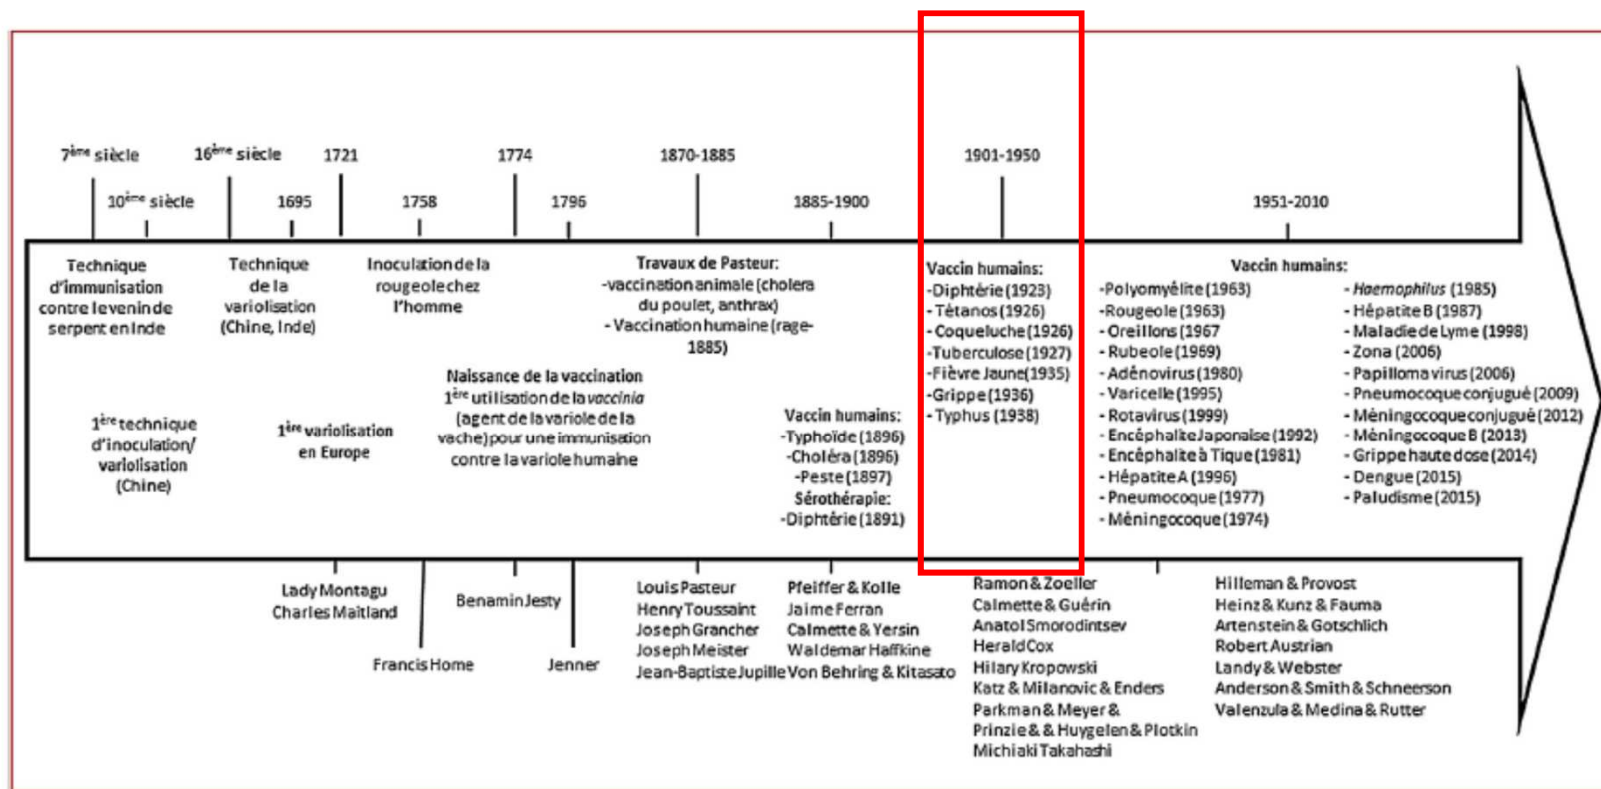 7ème siècle
16ème siècle
1721
1774
1870-1885
1901-1950
10ème siècle
1695
1758
1796
1885-1900
1951-2010
Technique
d'immunisation
contre le venin de
serpent en Inde
Technique
de la
variolisation
(Chine, Inde)
Inoculation de la
rougeole chez
l'homme
Travaux de Pasteur:
-vaccination animale (cholera
du poulet, anthrax)
- Vaccination humaine (rage-
1885)
Vaccin humains:
-Diphtérie (1923)
- Tétanos (1926)
- Coqueluche (1926)
-Tuberculose (1927)
-Fièvre Jaune (1935)
-Grippe (1936)
- Typhus (1938)
Vaccin humains:
-Polyomyélite (1963)
-Rougeole (1963)
- Oreillons (1967
- Rubeole (1969)
- Adénovirus (1980)
- Varicelle (1995)
- Rotavirus (1999)
- Encéphalite Japonaise (1992)
- Encéphalite à Tique (1981)
- Hépatite A (1996)
- Pneumocoque (1977)
- Méningocoque (1974)
- Haemophilus (1985)
- Hépatite B (1987)
- Maladie de Lyme (1998)
- Zona (2006)
- Papilloma virus (2006)
- Pneumocoque conjugué (2009)
- Méningocoque conjugué (2012)
- Méningocoque B (2013)
- Grippe haute dose (2014)
- Dengue (2015)
- Paludisme (2015)
1ère technique
d'inoculation/
variolisation
(Chine)
1ère variolisation
en Europe
Naissance de la vaccination
1ère utilisation de la vaccinia
(agent de la variole de la
vache) pour une immunisation
contre la variole humaine
Vaccin humains:
-Typhoïde (1896)
-Choléra (1896)
-Peste (1897)
Sérothérapie:
-Diphtérie (1891)
Lady Montagu
Charles Maitland
Francis Home
Benamin Jesty
Jenner
Louis Pasteur
Henry Toussaint
Joseph Grancher
Joseph Meister
Jean-Baptiste Jupille
Pfeiffer & Kolle
Jaime Ferran
Calmette & Yersin
Waldemar Haffkine
Von Behring & Kitasato
Ramon & Zoeller
Calmette & Guérin
Anatol Smorodintsev
Herald Cox
Hilary Kropowski
Katz & Milanovic & Enders
Parkman & Meyer &
Prinzie & & Huygelen & Plotkin
Michiaki Takahashi
Hilleman & Provost
Heinz & Kunz & Fauma
Artenstein & Gotschlich
Robert Austrian
Landy & Webster
Anderson & Smith & Schneerson
Valenzula & Medina & Rutter